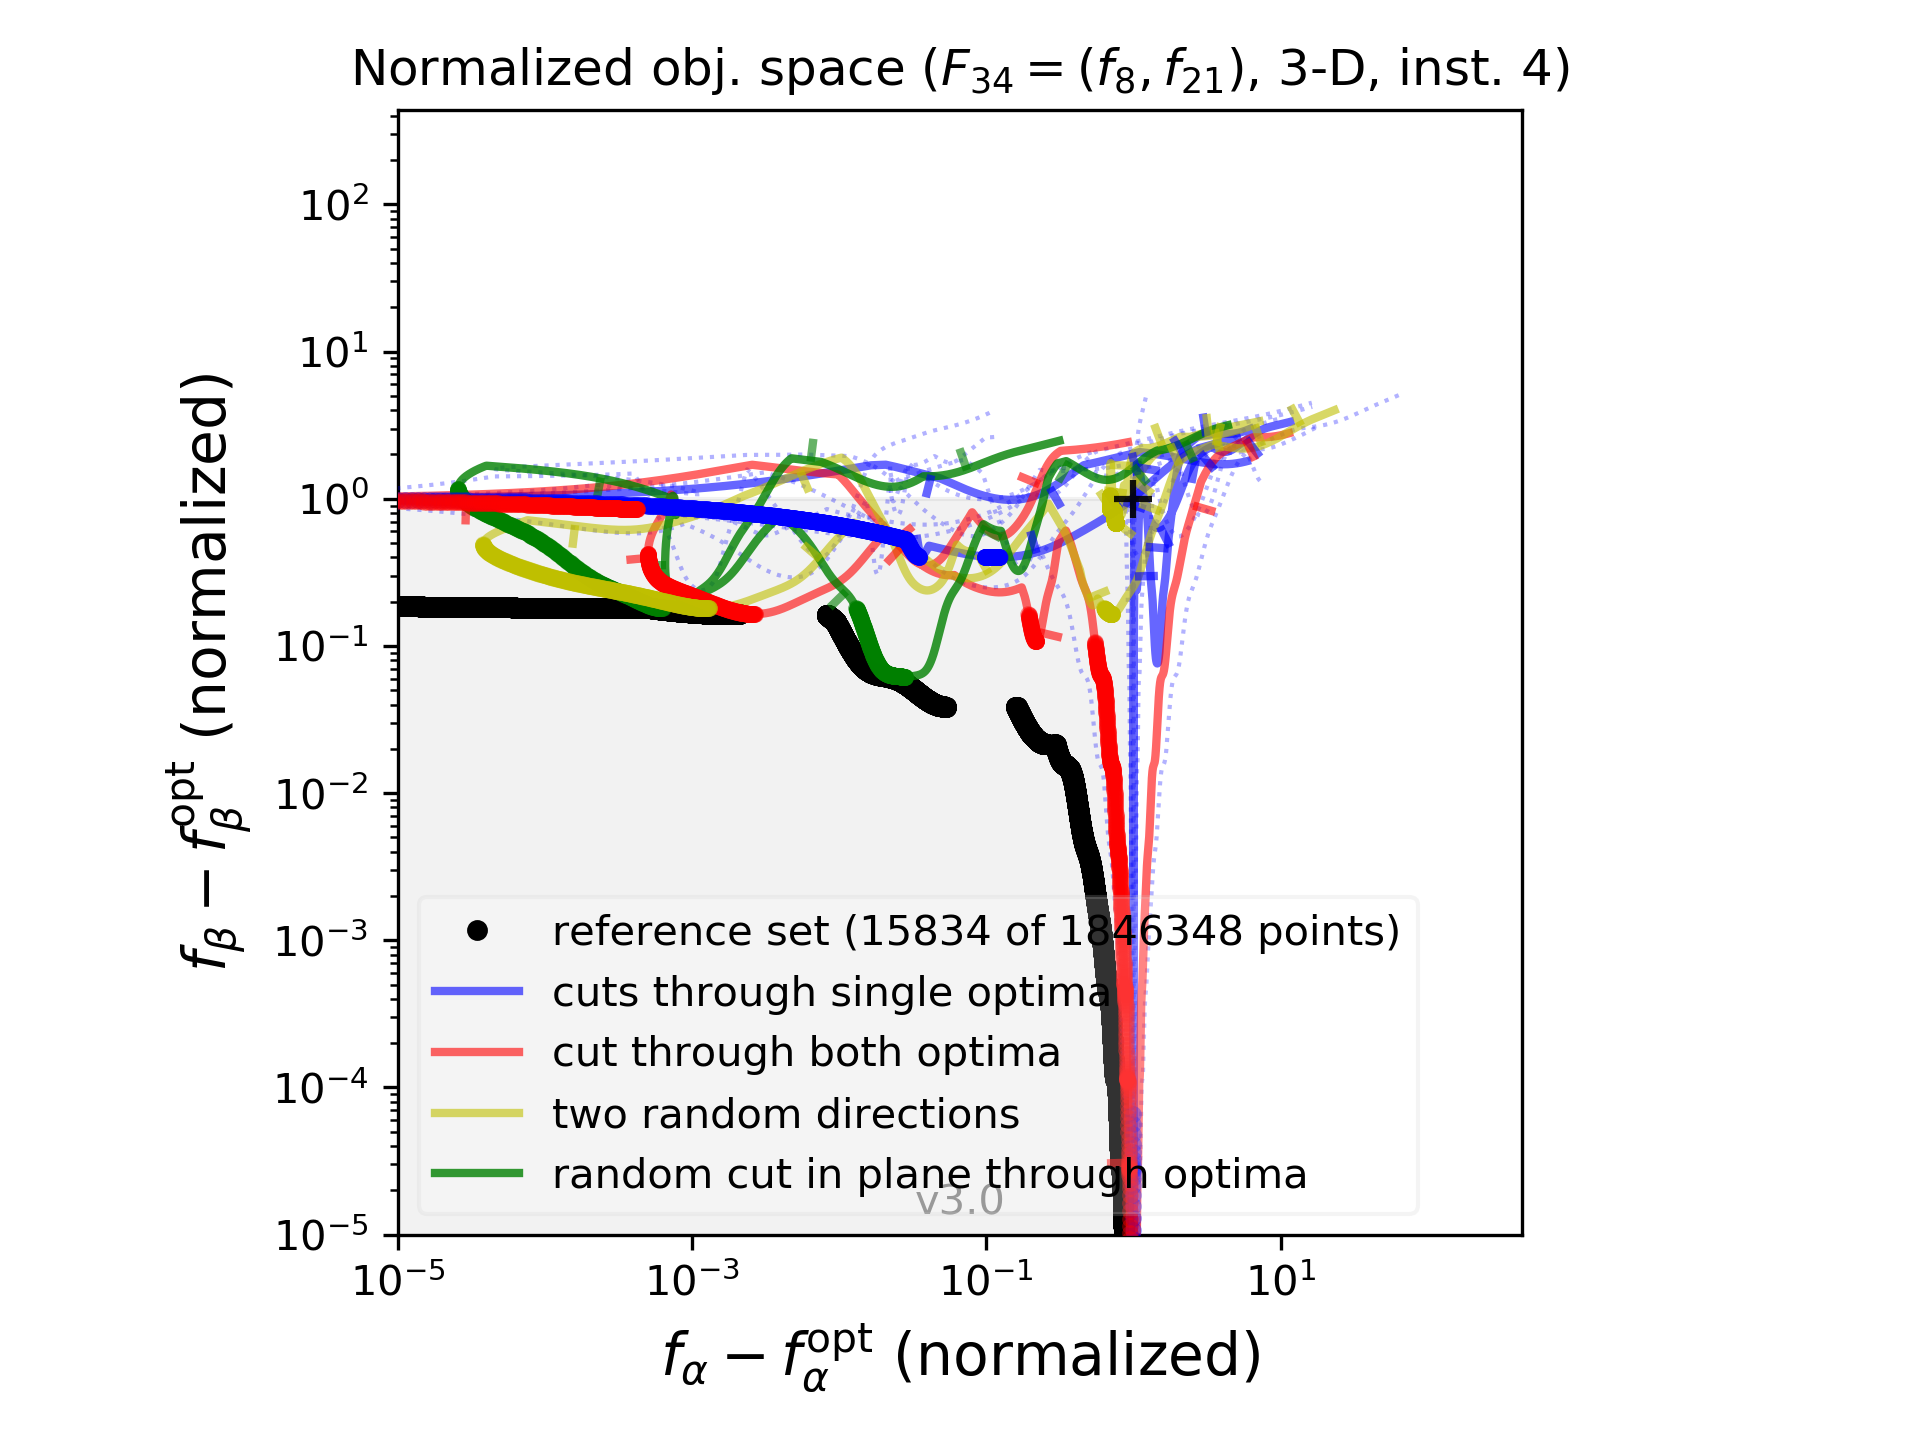 Normalized obj. space (F₃₄ = (f₈, f₂₁), 3-D, inst. 4)
10²
10¹
10⁰
10⁻¹
10⁻²
10⁻³
10⁻⁴
10⁻⁵
f_β − f_β^opt (normalized)
reference set (15834 of 1846348 points)
cuts through single optima
cut through both optima
two random directions
random cut in plane through optima
v3.0
10⁻⁵ 10⁻³ 10⁻¹ 10¹
f_α − f_α^opt (normalized)